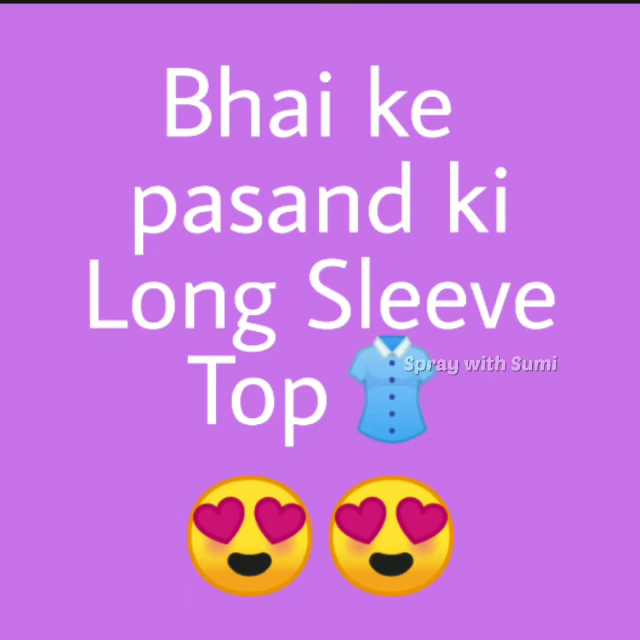 Bhai ke
pasand ki
Long Sleeve
Top👚
Spray with Sumi
😍😍